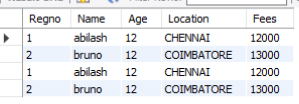 Regno Name Age Location Fees
1 abilash 12 CHENNAI 12000
2 bruno 12 COIMBATORE 13000
1 abilash 12 CHENNAI 12000
2 bruno 12 COIMBATORE 13000